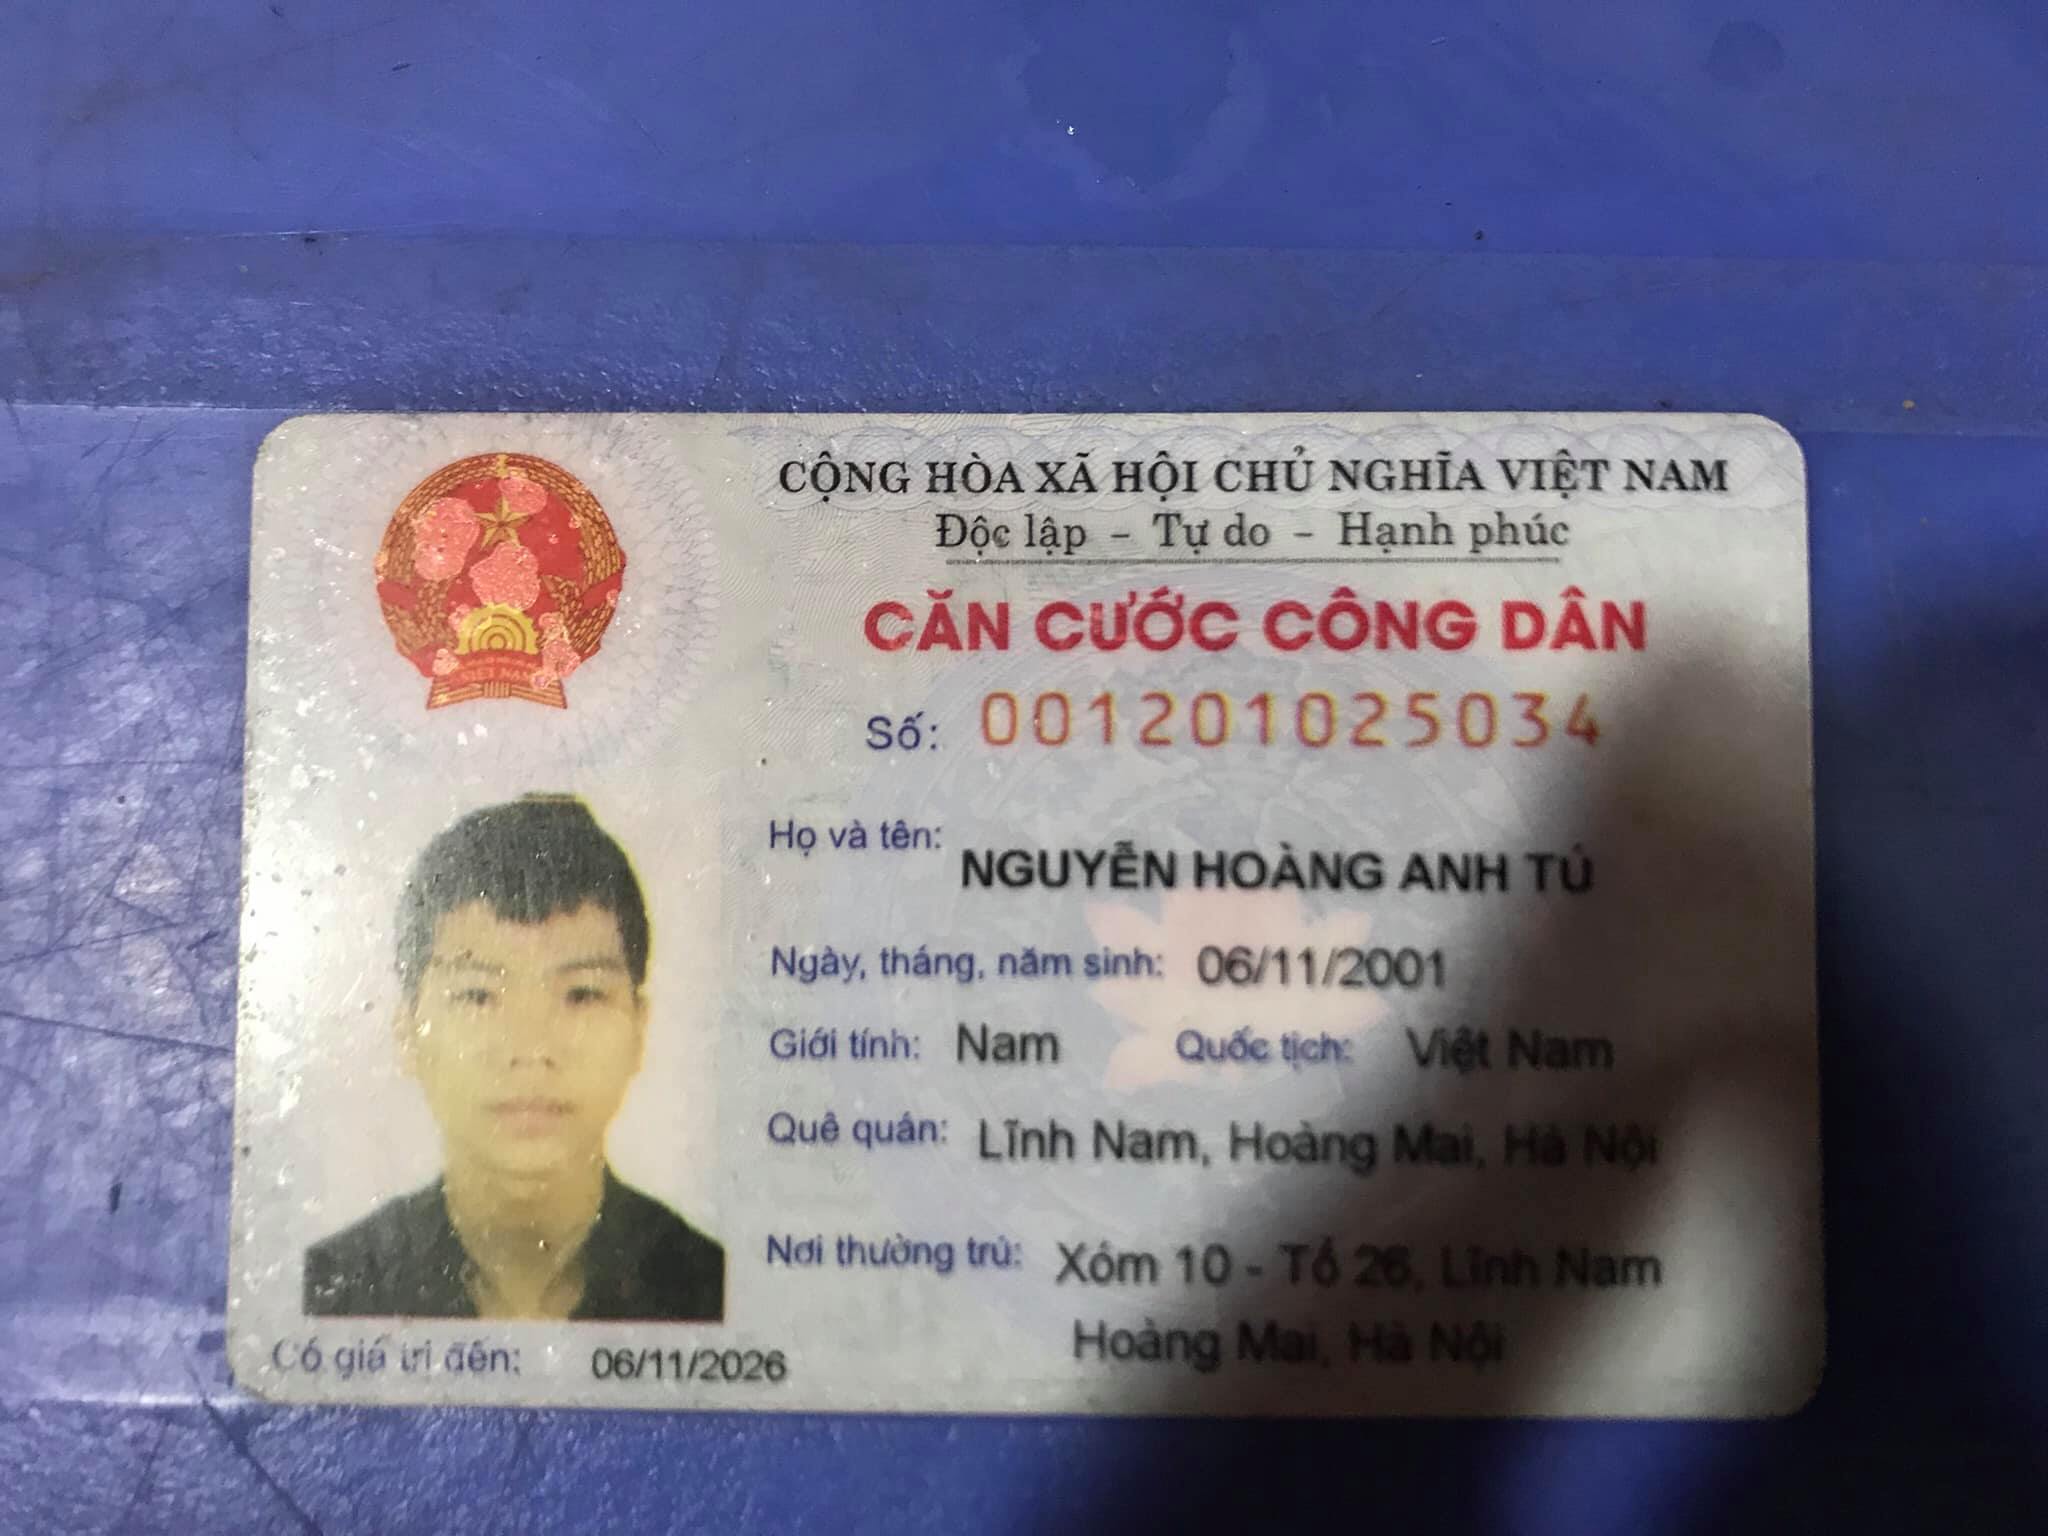 CỘNG HÒA XÃ HỘI CHỦ NGHĨA VIỆT NAM
Độc lập - Tự do - Hạnh phúc
CĂN CƯỚC CÔNG DÂN
Số: 001201025034
Họ và tên: NGUYỄN HOÀNG ANH TÚ
Ngày, tháng, năm sinh: 06/11/2001
Giới tính: Nam Quốc tịch: Việt Nam
Quê quán: Lĩnh Nam, Hoàng Mai, Hà Nội
Nơi thường trú: Xóm 10 - Tổ 26, Lĩnh Nam
Hoàng Mai, Hà Nội
Có giá trị đến: 06/11/2026